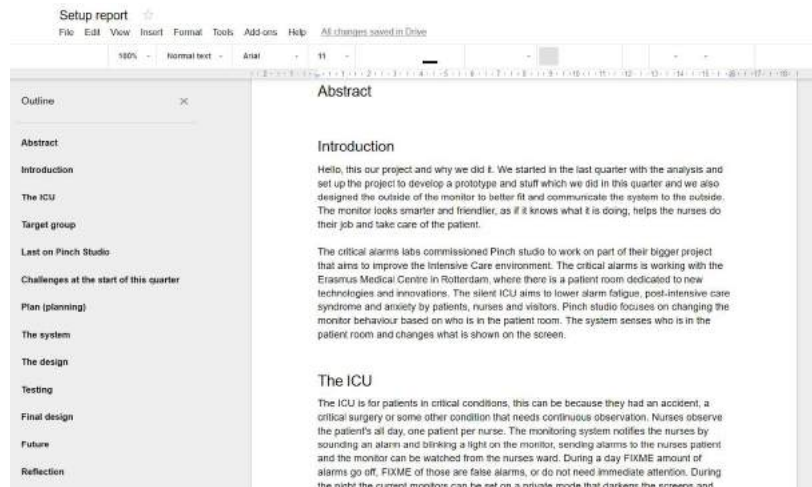 Setup report
File Edit View Insert Format Tools Add-ons Help All changes saved in Drive
100% Normal text Arial 11
Outline
Abstract
Introduction
The ICU
Target group
Last on Pinch Studio
Challenges at the start of this quarter
Plan (planning)
The system
The design
Testing
Final design
Future
Reflection
Abstract
Introduction
Hello, this our project and why we did it. We started in the last quarter with the analysis and
set up the project to develop a prototype and stuff which we did in this quarter and we also
designed the outside of the monitor to better fit and communicate the system to the outside.
The monitor looks smarter and friendlier, as if it knows what it is doing, helps the nurses do
their job and take care of the patient.
The critical alarms labs commissioned Pinch studio to work on part of their bigger project
that aims to improve the Intensive Care environment. The critical alarms is working with the
Erasmus Medical Centre in Rotterdam, where there is a patient room dedicated to new
technologies and innovations. The silent ICU aims to lower alarm fatigue, post-intensive care
syndrome and anxiety by patients, nurses and visitors. Pinch studio focuses on changing the
monitor behaviour based on who is in the patient room. The system senses who is in the
patient room and changes what is shown on the screen.
The ICU
The ICU is for patients in critical conditions, this can be because they had an accident, a
critical surgery or some other condition that needs continuous observation. Nurses observe
the patient's all day, one patient per nurse. The monitoring system notifies the nurses by
sounding an alarm and blinking a light on the monitor, sending alarms to the nurses patient
and the monitor can be watched from the nurses ward. During a day FIXME amount of
alarms go off, FIXME of those are false alarms, or do not need immediate attention. During
the night the current monitors can be set on a private mode that darkens the screens and